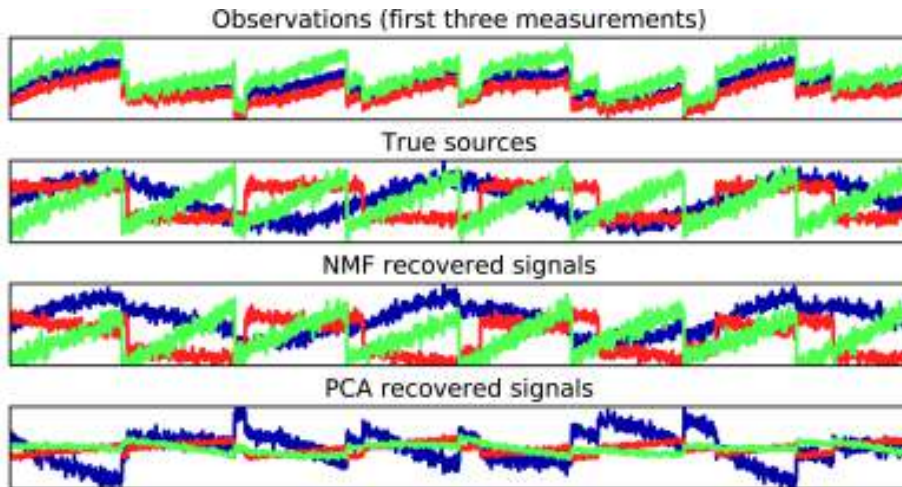 Observations (first three measurements)
True sources
NMF recovered signals
PCA recovered signals